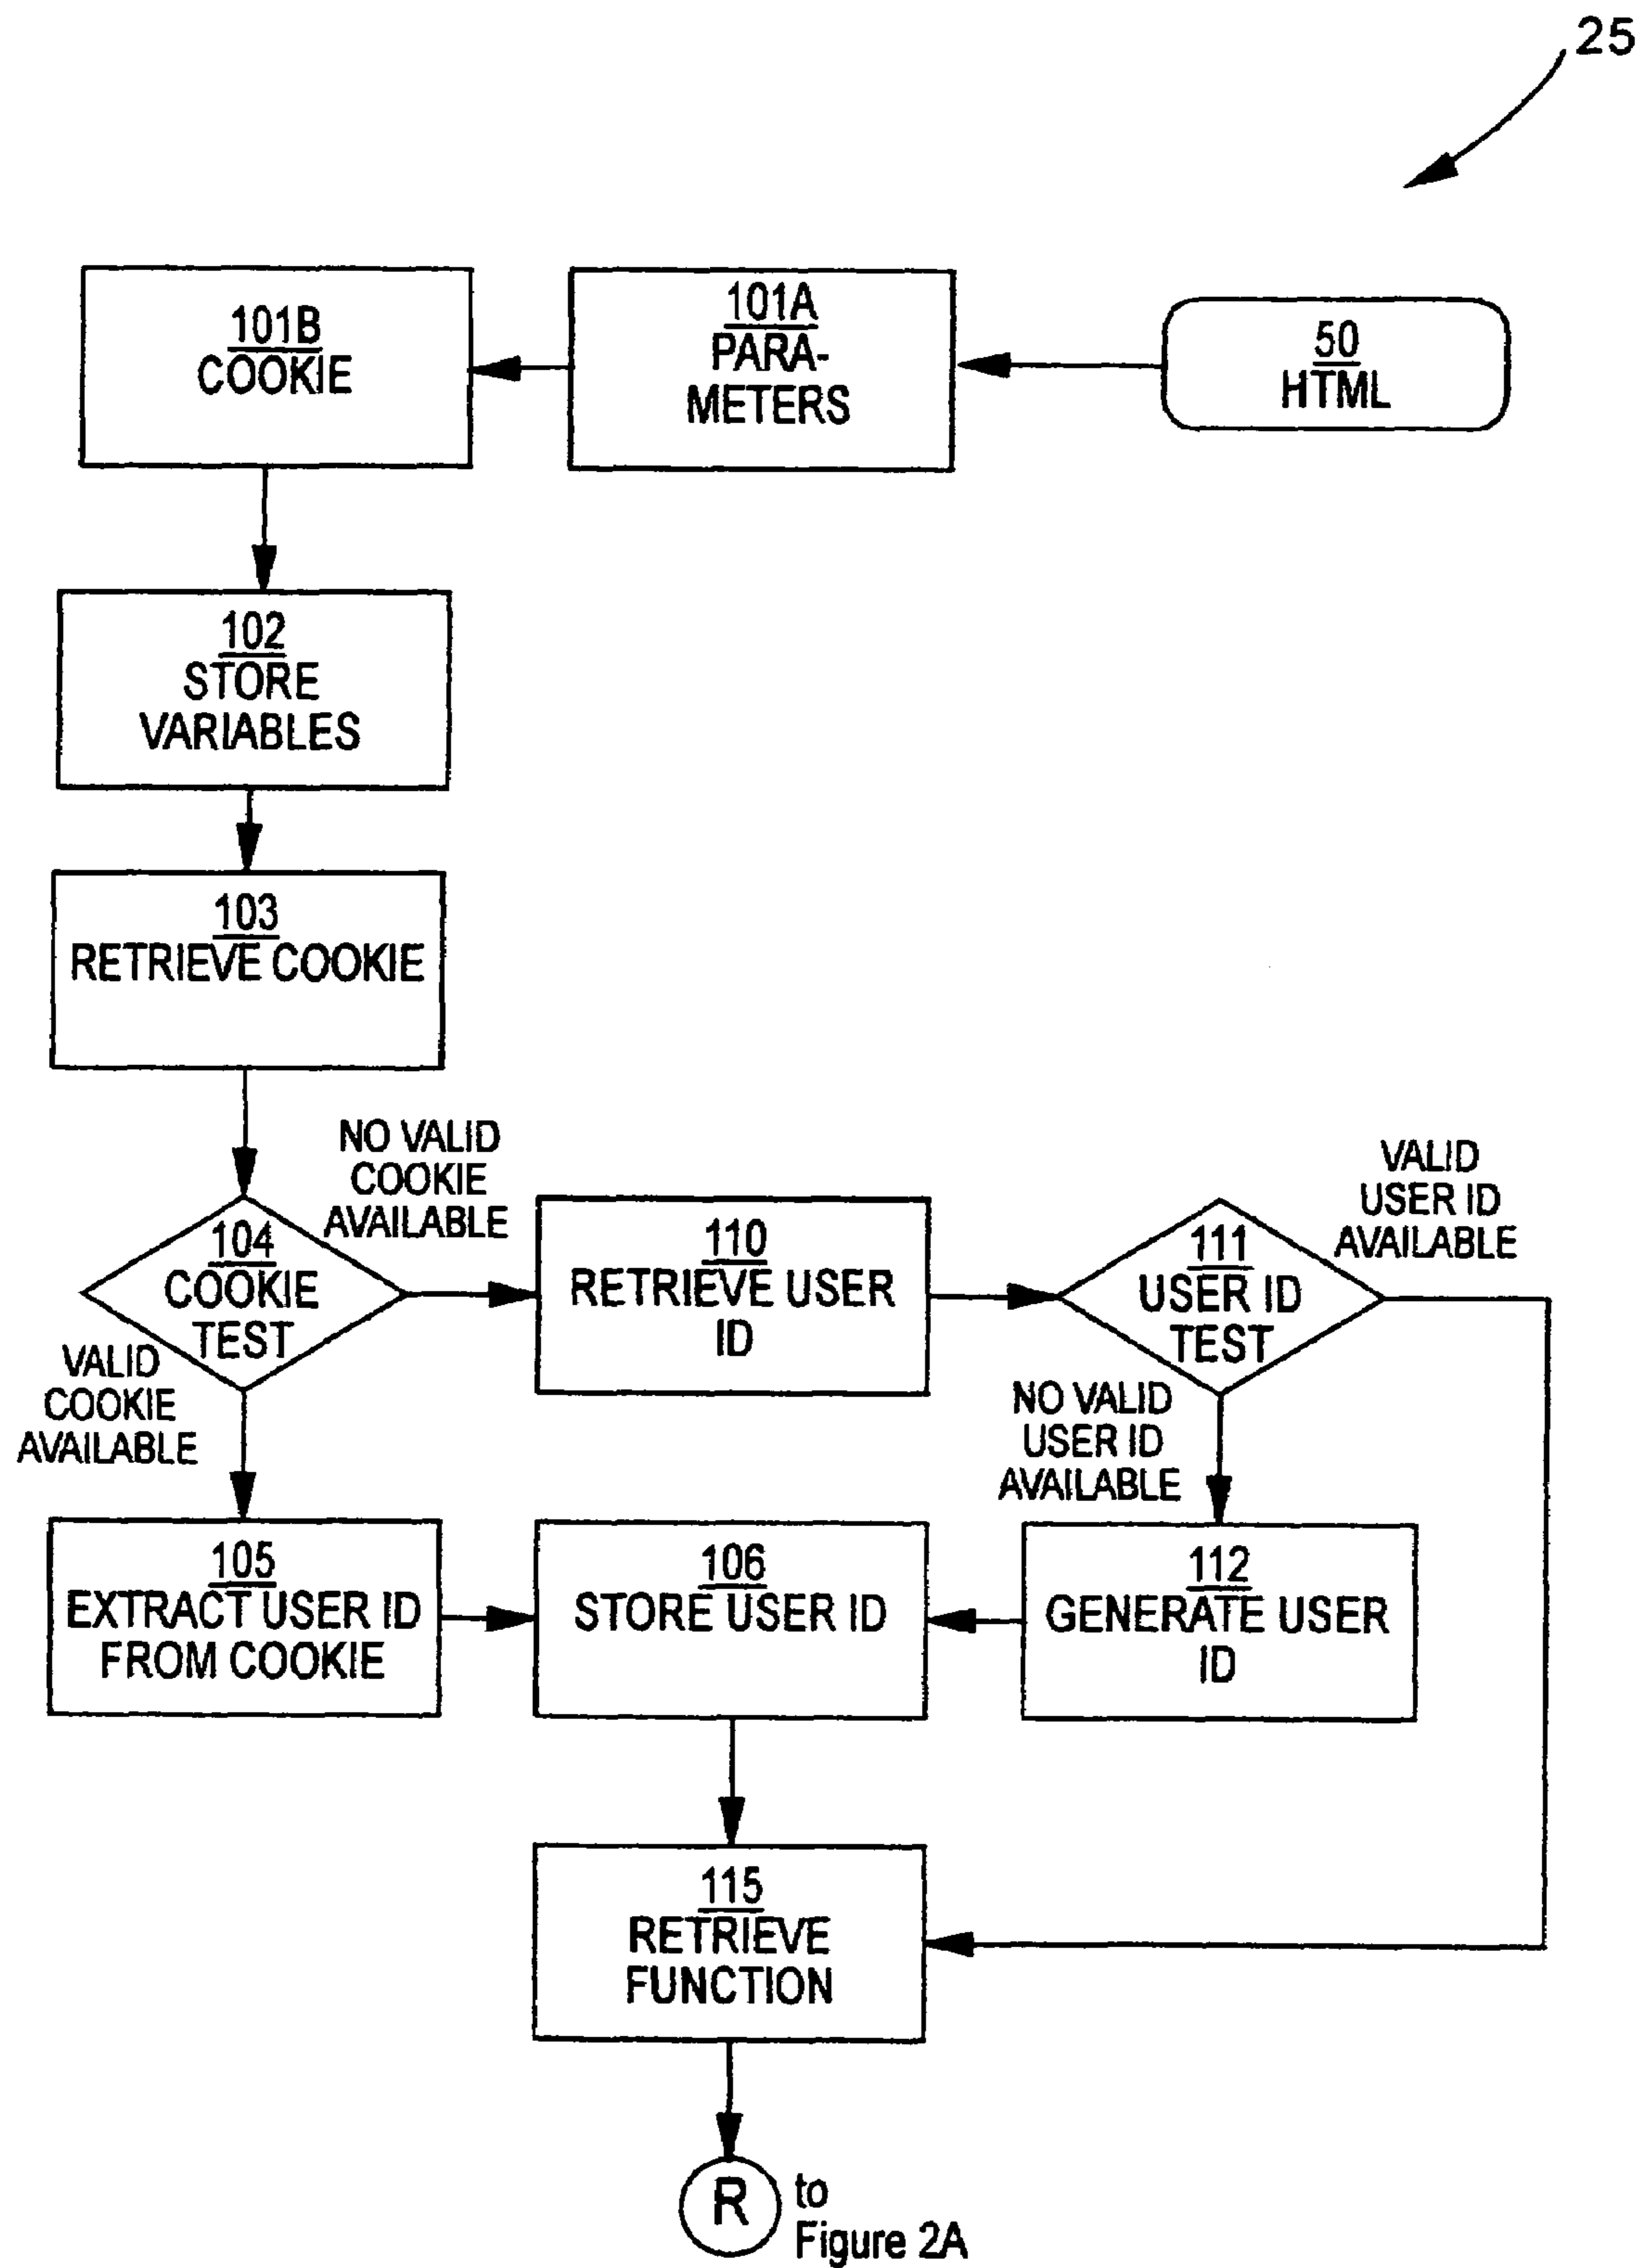 25
101B
COOKIE
101A
PARA-
METERS
50
HTML
102
STORE
VARIABLES
103
RETRIEVE COOKIE
NO VALID
COOKIE
AVAILABLE
104
COOKIE
TEST
VALID
COOKIE
AVAILABLE
110
RETRIEVE USER
ID
111
USER ID
TEST
VALID
USER ID
AVAILABLE
NO VALID
USER ID
AVAILABLE
105
EXTRACT USER ID
FROM COOKIE
106
STORE USER ID
112
GENERATE USER
ID
115
RETRIEVE
FUNCTION
R
to
Figure 2A